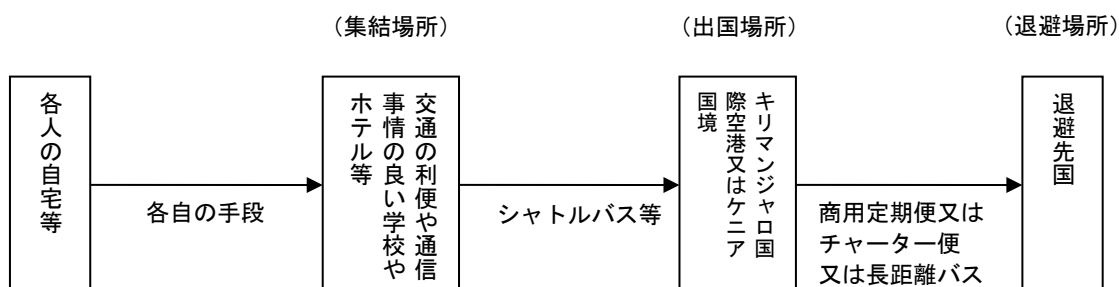 （集結場所）
（出国場所）
（退避場所）
各人の自宅等
各自の手段
交通の利便や通信
事情の良い学校や
ホテル等
シャトルバス等
キリマンジャロ国
際空港又はケニア
国境
商用定期便又は
チャーター便
又は長距離バス
退避先国